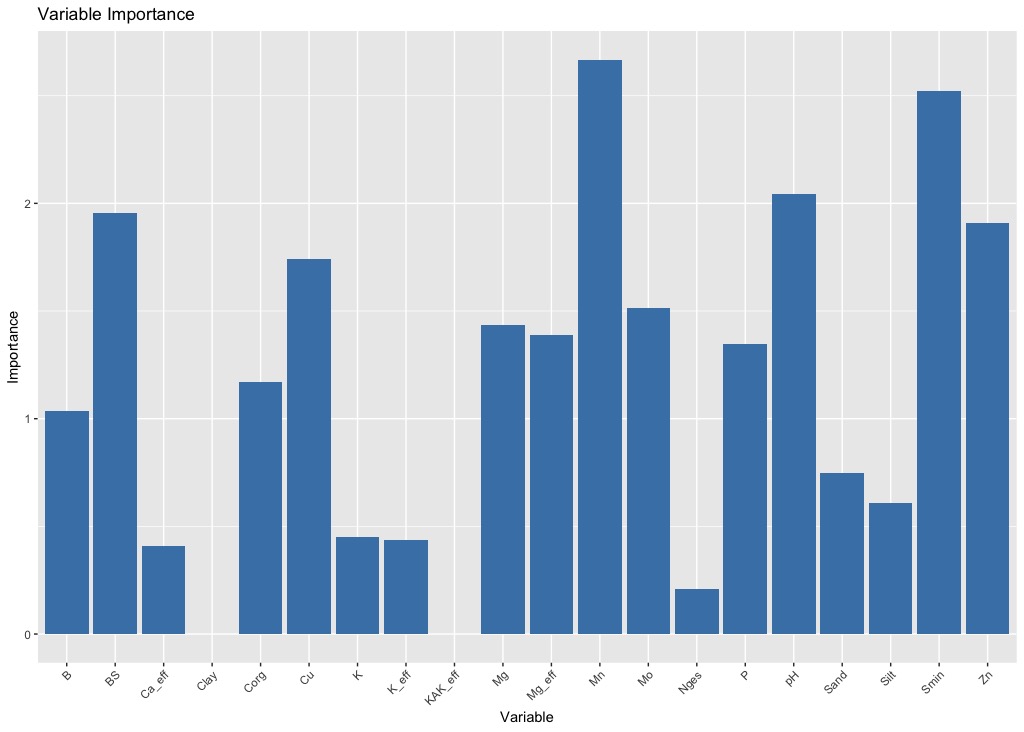 Variable Importance
Importance
2
1
0
B
BS
Ca_eff
Clay
Corg
Cu
K
K_eff
KAK_eff
Mg
Mg_eff
Mn
Mo
Nges
P
pH
Sand
Silt
Smin
Zn
Variable